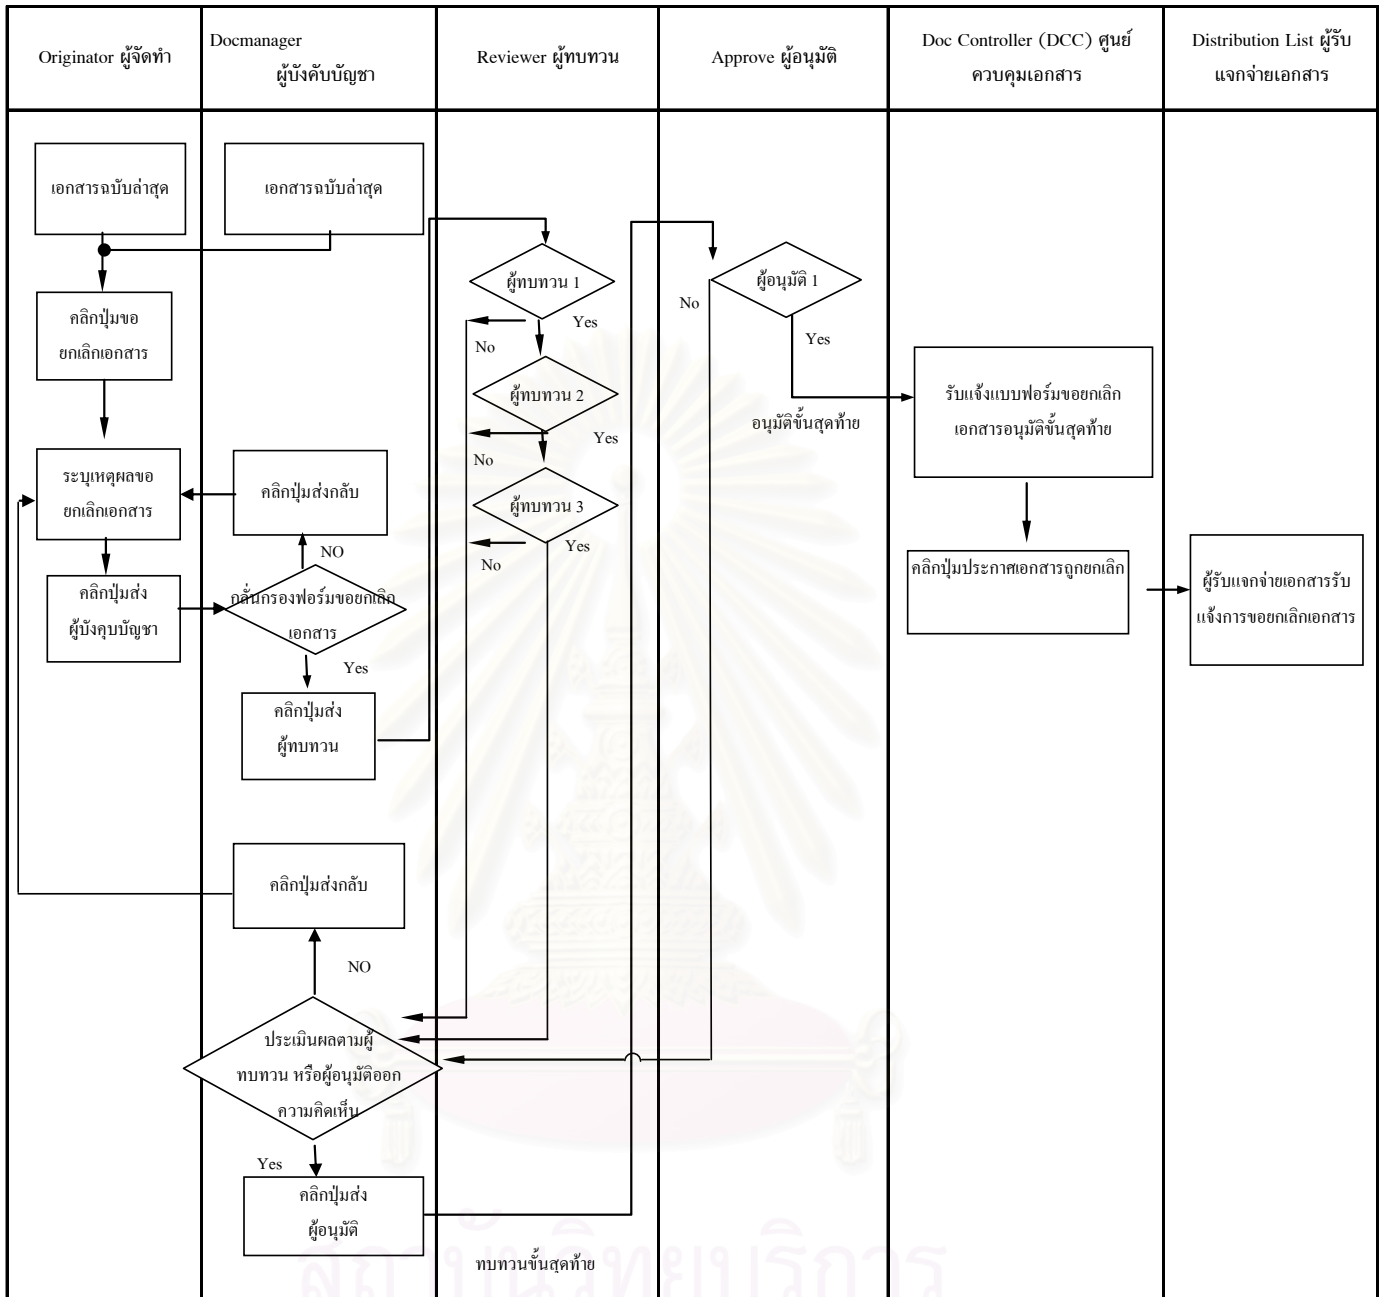 Originator ผู้จัดทำ
Docmanager
ผู้บังคับบัญชา
Reviewer ผู้ทบทวน
Approve ผู้อนุมัติ
Doc Controller (DCC) ศูนย์
ควบคุมเอกสาร
Distribution List ผู้รับ
แจกจ่ายเอกสาร
เอกสารฉบับล่าสุด
เอกสารฉบับล่าสุด
คลิกปุ่มขอ
ยกเลิกเอกสาร
ระบุเหตุผลขอ
ยกเลิกเอกสาร
คลิกปุ่มส่ง
ผู้บังคุบบัญชา
คลิกปุ่มส่งกลับ
NO
กลั่นกรองฟอร์มขอยกเลิก
เอกสาร
Yes
คลิกปุ่มส่ง
ผู้ทบทวน
คลิกปุ่มส่งกลับ
NO
ประเมินผลตามผู้
ทบทวน หรือผู้อนุมัติออก
ความคิดเห็น
Yes
คลิกปุ่มส่ง
ผู้อนุมัติ
ผู้ทบทวน 1
Yes
No
ผู้ทบทวน 2
Yes
No
ผู้ทบทวน 3
Yes
No
ทบทวนขั้นสุดท้าย
ผู้อนุมัติ 1
No
Yes
อนุมัติขั้นสุดท้าย
รับแจ้งแบบฟอร์มขอยกเลิก
เอกสารอนุมัติขั้นสุดท้าย
คลิกปุ่มประกาศเอกสารถูกยกเลิก
ผู้รับแจกจ่ายเอกสารรับ
แจ้งการขอยกเลิกเอกสาร
สถาบันวิทยบริการ